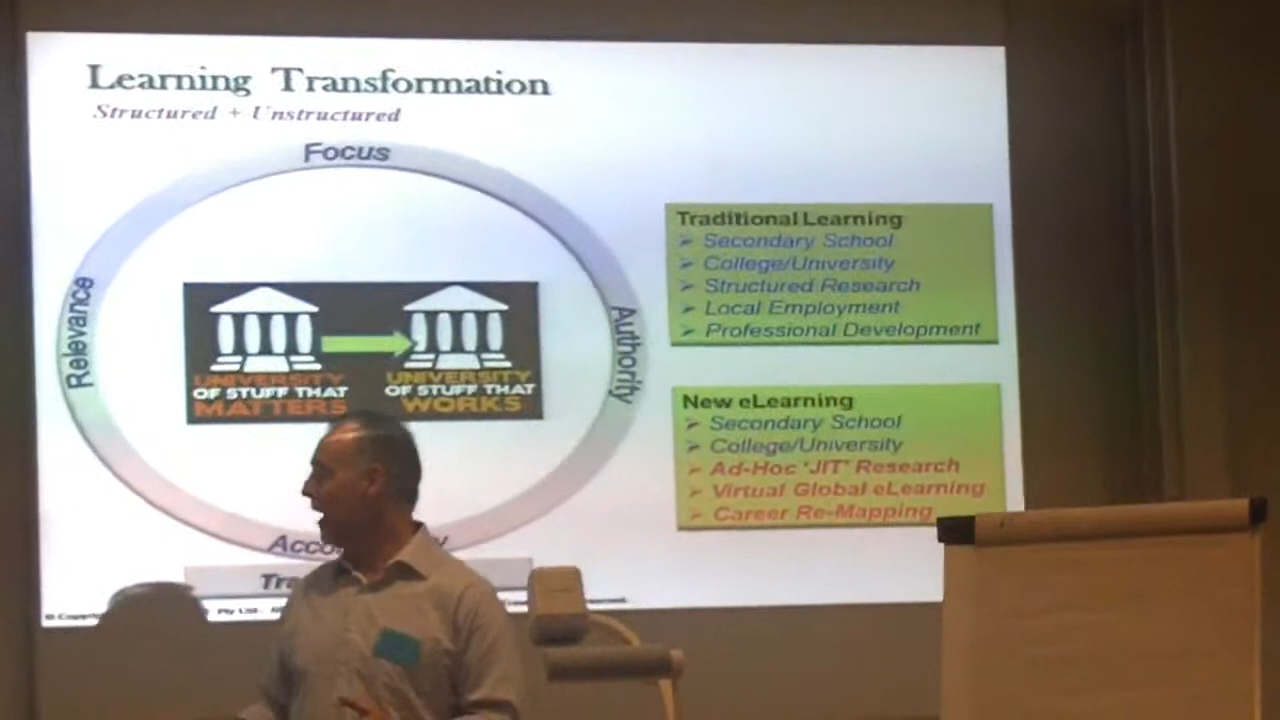 Learning Transformation
Structured + Unstructured
Focus
Relevance
Authority
UNIVERSITY
OF STUFF THAT
MATTERS
UNIVERSITY
OF STUFF THAT
WORKS
Traditional Learning
➢ Secondary School
➢ College/University
➢ Structured Research
➢ Local Employment
➢ Professional Development
New eLearning
➢ Secondary School
➢ College/University
➢ Ad-Hoc 'JIT' Research
➢ Virtual Global eLearning
➢ Career Re-Mapping